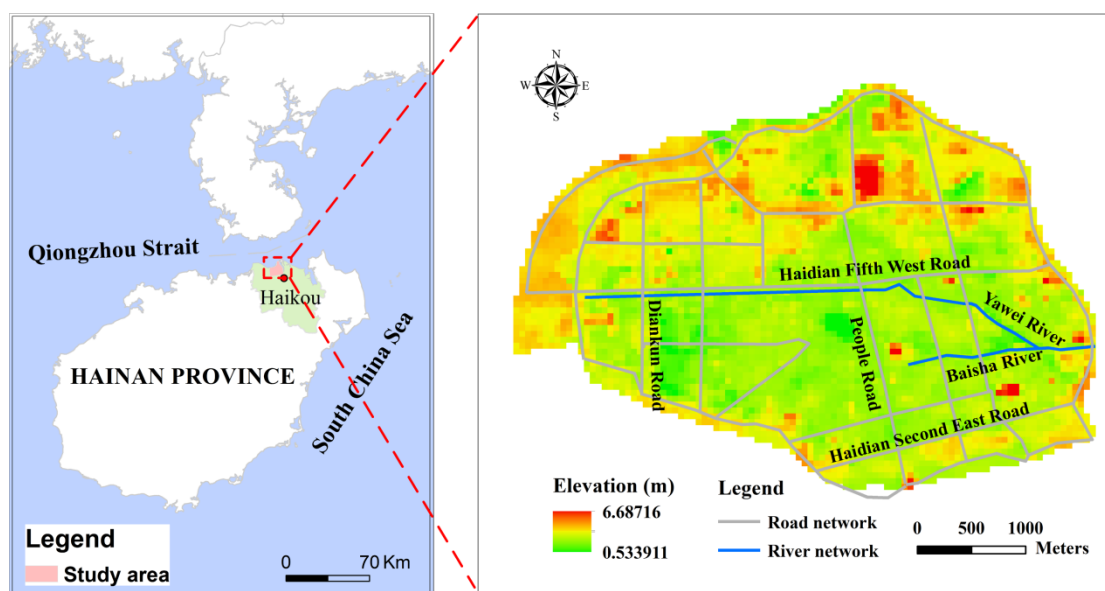 Qiongzhou Strait
Haikou
HAINAN PROVINCE
South China Sea
Legend
Study area
0 70 Km
N
W E
S
Haidian Fifth West Road
Diankun Road
People Road
Yawei River
Baisha River
Haidian Second East Road
Elevation (m)
6.68716
0.533911
Legend
Road network
River network
0 500 1000
Meters